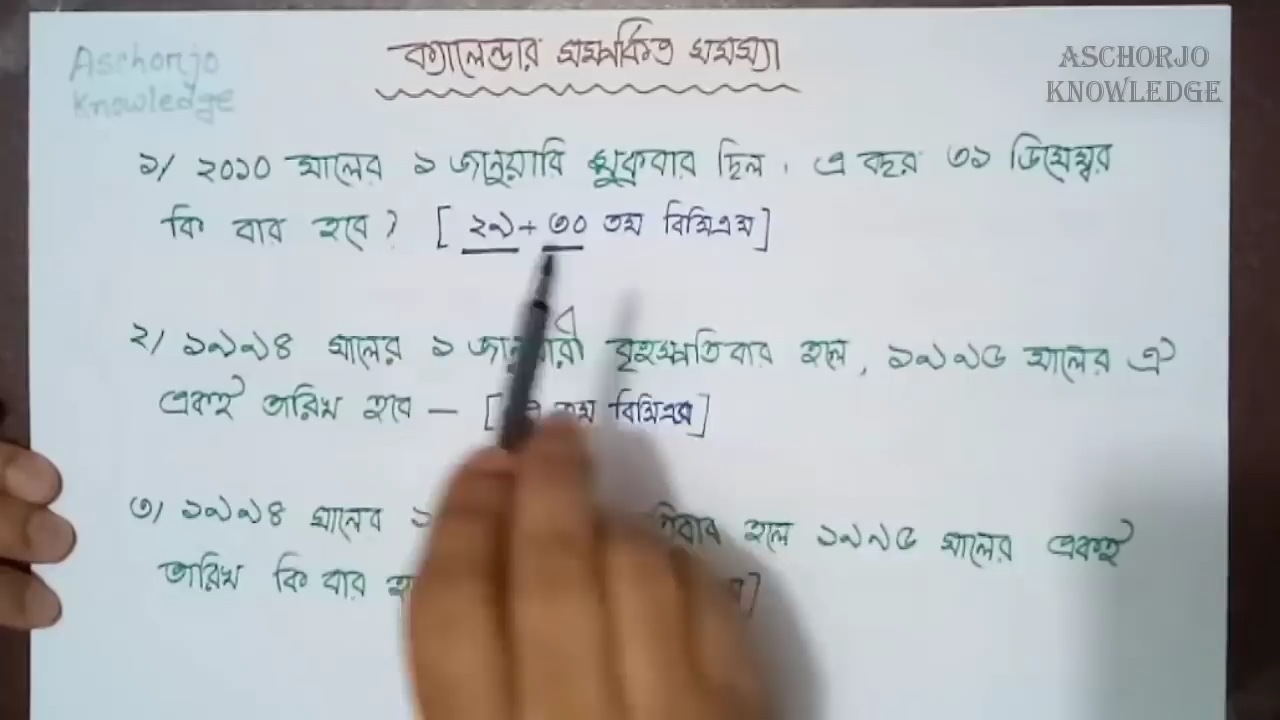 Aschorjo
Knowledge
ASCHORJO
KNOWLEDGE
ক্যালেন্ডার সম্পর্কিত সমস্যা
১/ ২০১০ সালের ১ জানুয়ারি শুক্রবার ছিল। এ বছর ৩১ ডিসেম্বর
কি বার হবে? [ ২৯ + ৩০ তম বিসিএস ]
২/ ১৯৯৪ সালের ১ বৃহস্পতিবার হলে, ১৯৯৫ সালের ঐ
একই তারিখ হবে – [ তম বিসিএস ]
৩/ ১৯৯৪ সালের হলে ১৯৯৫ সালের একই
তারিখ কি বার ]